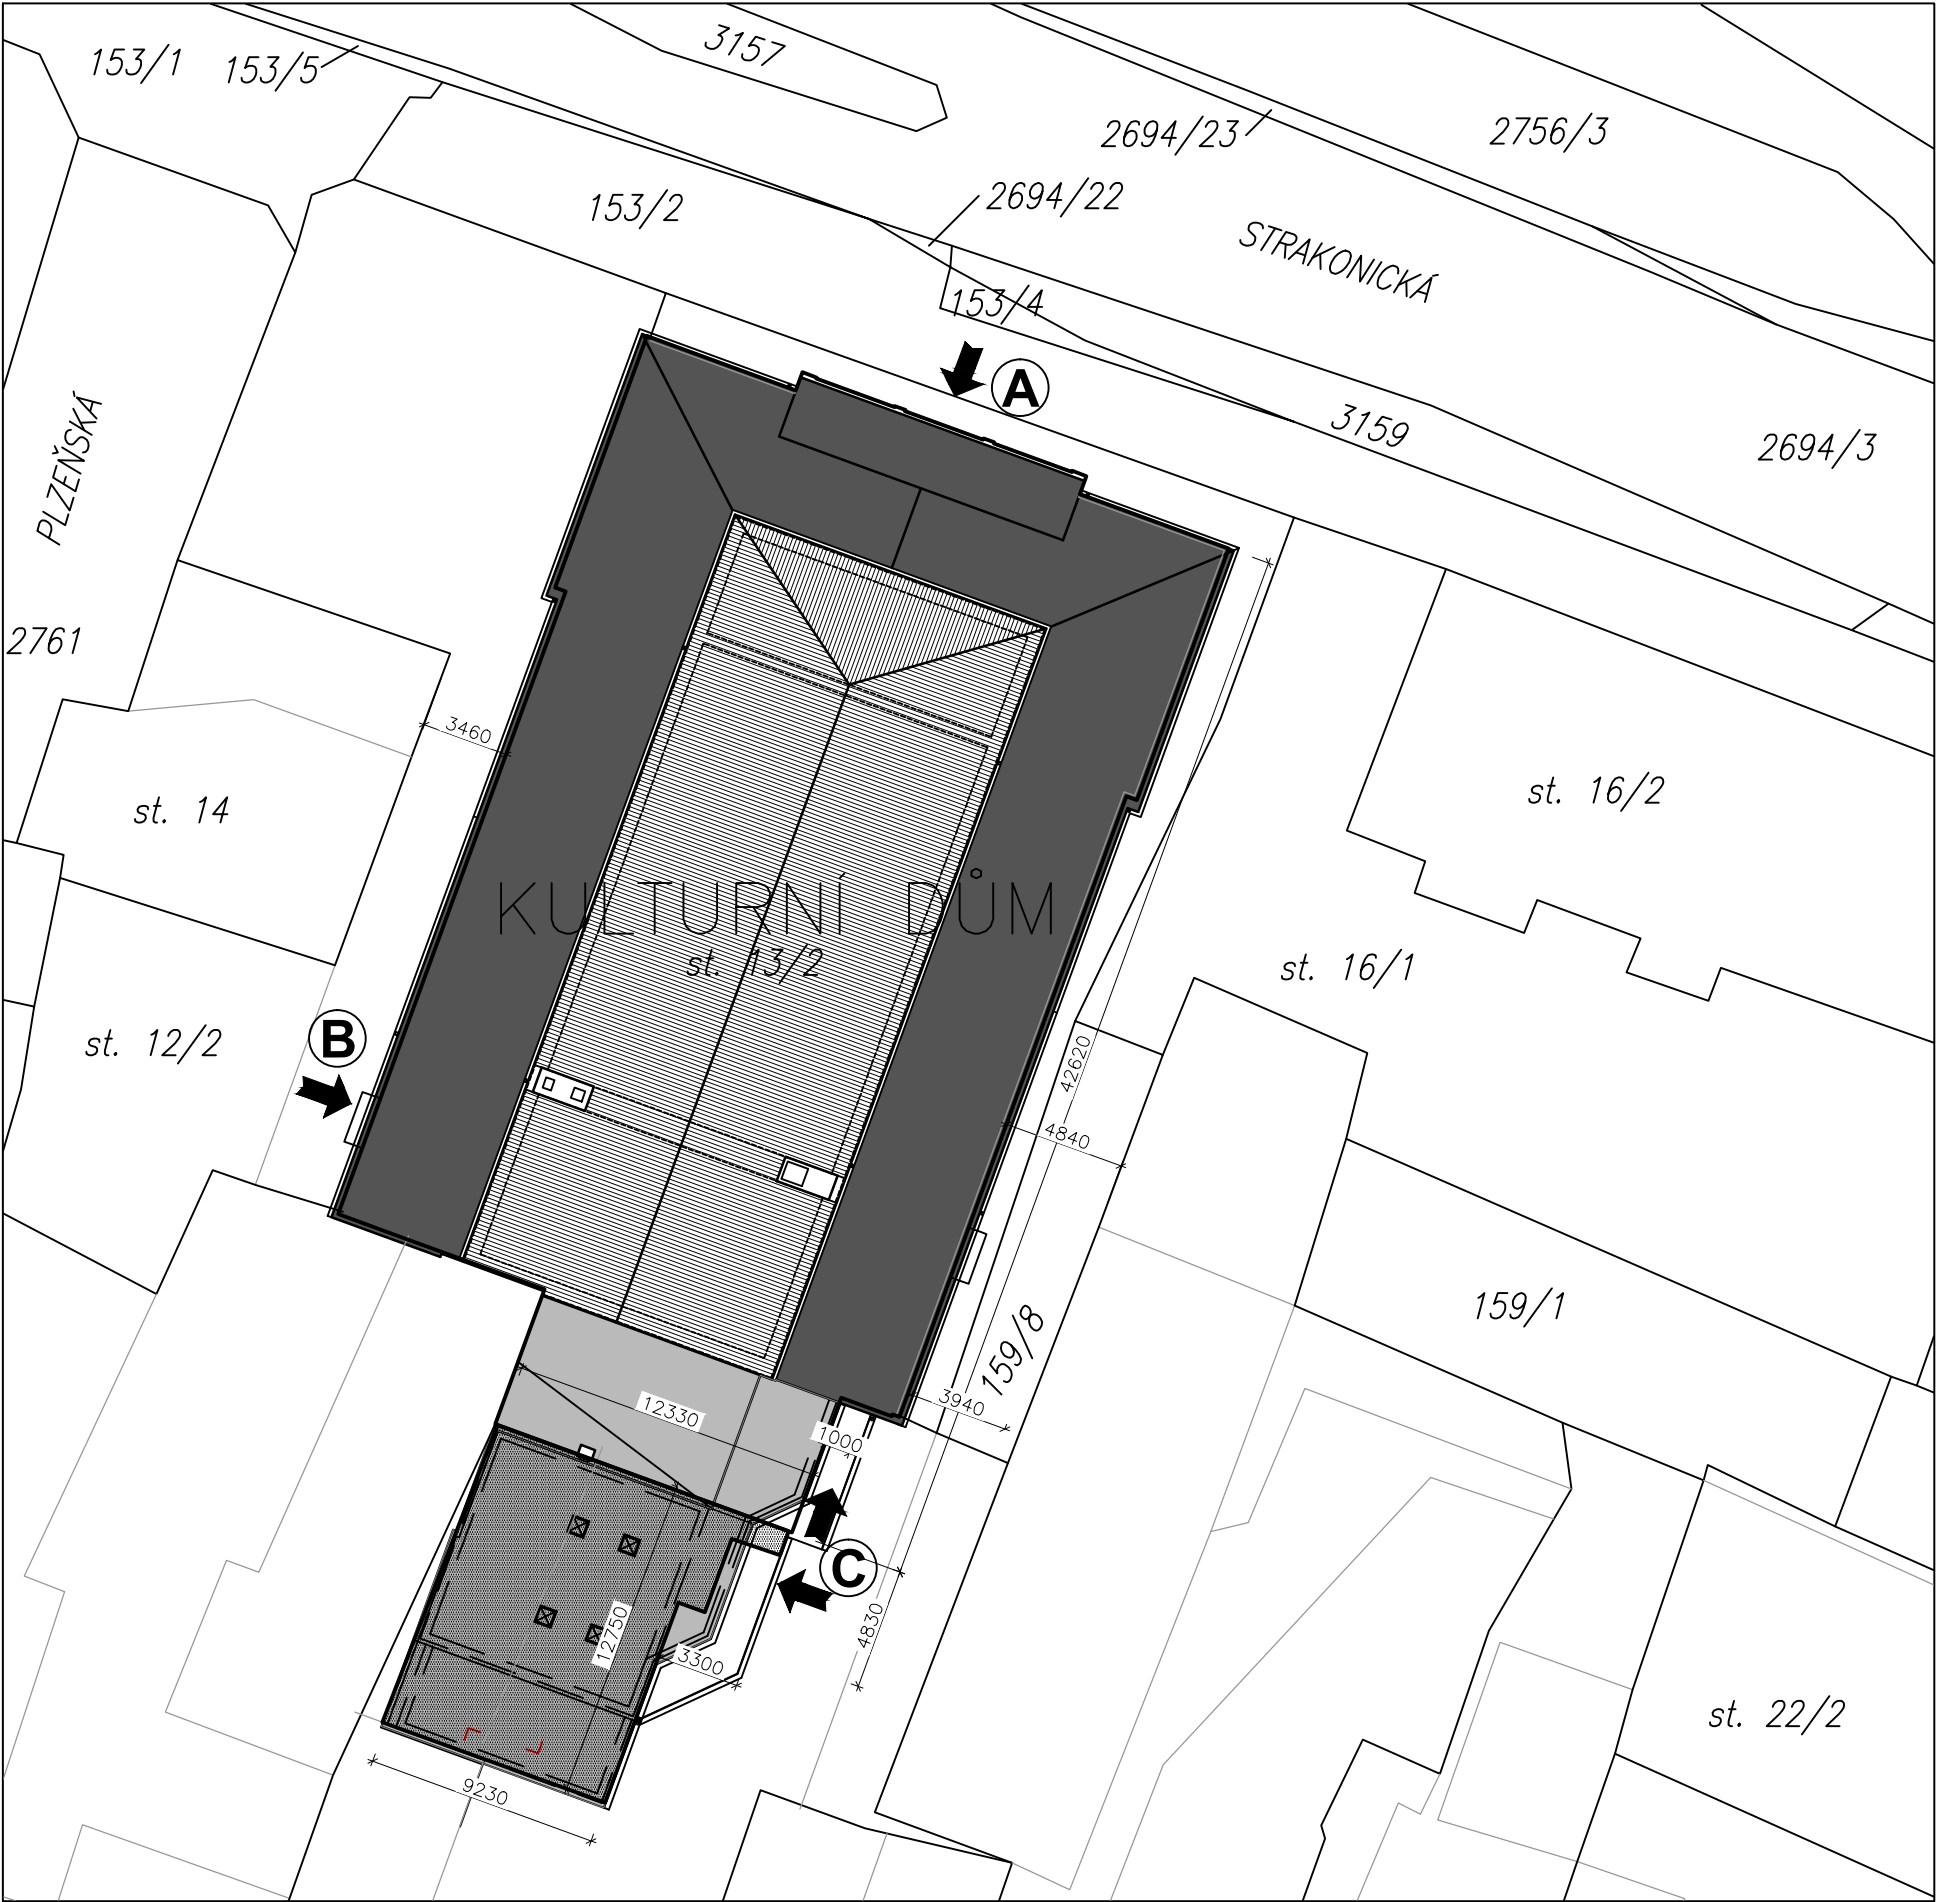 153/1
153/5
3157
2694/23
2756/3
153/2
2694/22
STRAKONICKÁ
153/4
A
3159
2694/3
PLZEŇSKÁ
2761
3460
st. 14
st. 16/2
KULTURNÍ DŮM
st. 13/2
st. 16/1
B
st. 12/2
42620
4840
159/1
159/8
3940
12330
1000
C
12750
4830
3300
st. 22/2
9230